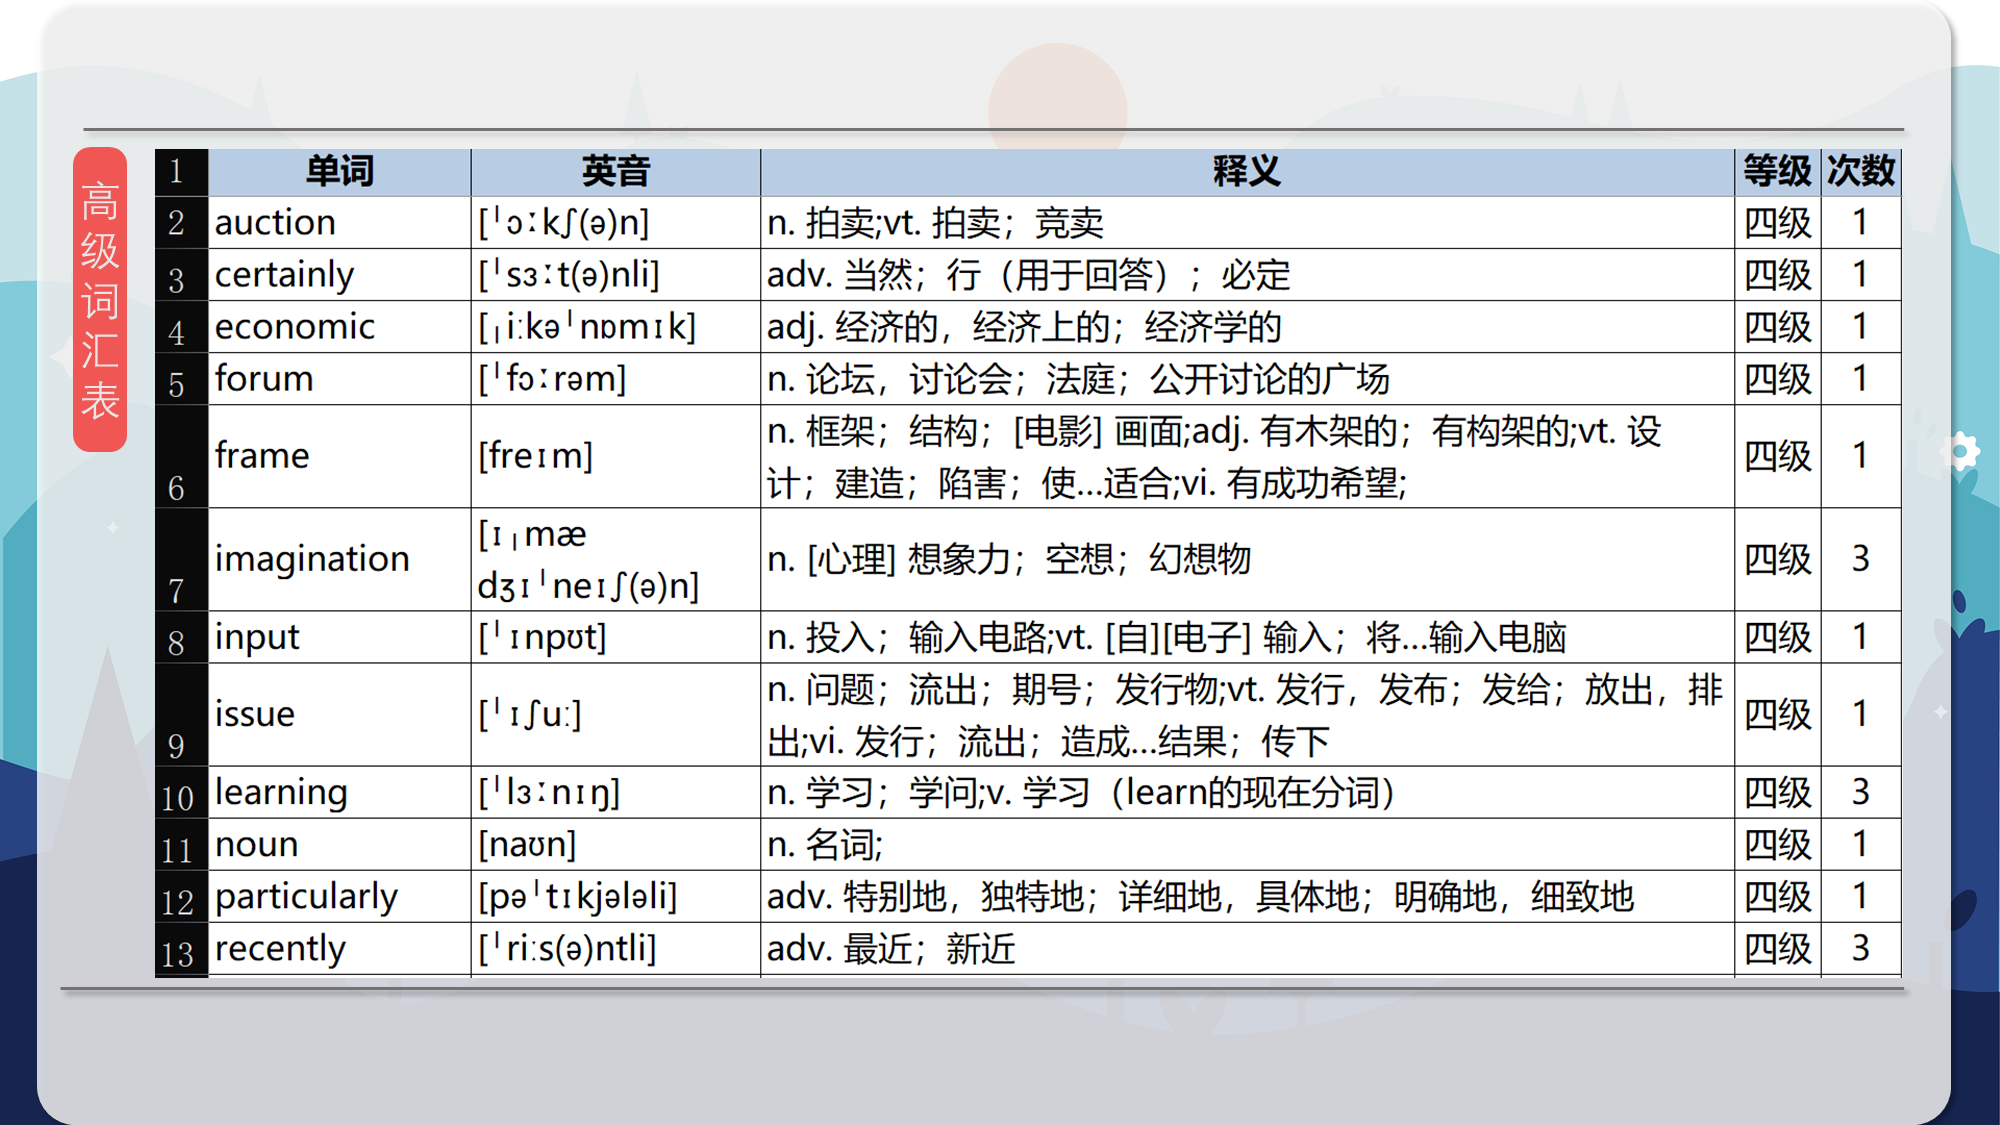 高级词汇表
1 单词 英音 释义 等级 次数
2 auction [ˈɔːkʃ(ə)n] n. 拍卖;vt. 拍卖；竞卖 四级 1
3 certainly [ˈsɜːt(ə)nli] adv. 当然；行（用于回答）；必定 四级 1
4 economic [ˌiːkəˈnɒmɪk] adj. 经济的，经济上的；经济学的 四级 1
5 forum [ˈfɔːrəm] n. 论坛，讨论会；法庭；公开讨论的广场 四级 1
6 frame [freɪm] n. 框架；结构；[电影] 画面;adj. 有木架的；有构架的;vt. 设
计；建造；陷害；使...适合;vi. 有成功希望; 四级 1
7 imagination [ɪˌmæ
dʒɪˈneɪʃ(ə)n] n. [心理] 想象力；空想；幻想物 四级 3
8 input [ˈɪnpʊt] n. 投入；输入电路;vt. [自][电子] 输入；将...输入电脑 四级 1
9 issue [ˈɪʃuː] n. 问题；流出；期号；发行物;vt. 发行，发布；发给；放出，排
出;vi. 发行；流出；造成...结果；传下 四级 1
10 learning [ˈlɜːnɪŋ] n. 学习；学问;v. 学习（learn的现在分词） 四级 3
11 noun [naʊn] n. 名词; 四级 1
12 particularly [pəˈtɪkjələli] adv. 特别地，独特地；详细地，具体地；明确地，细致地 四级 1
13 recently [ˈriːs(ə)ntli] adv. 最近；新近 四级 3